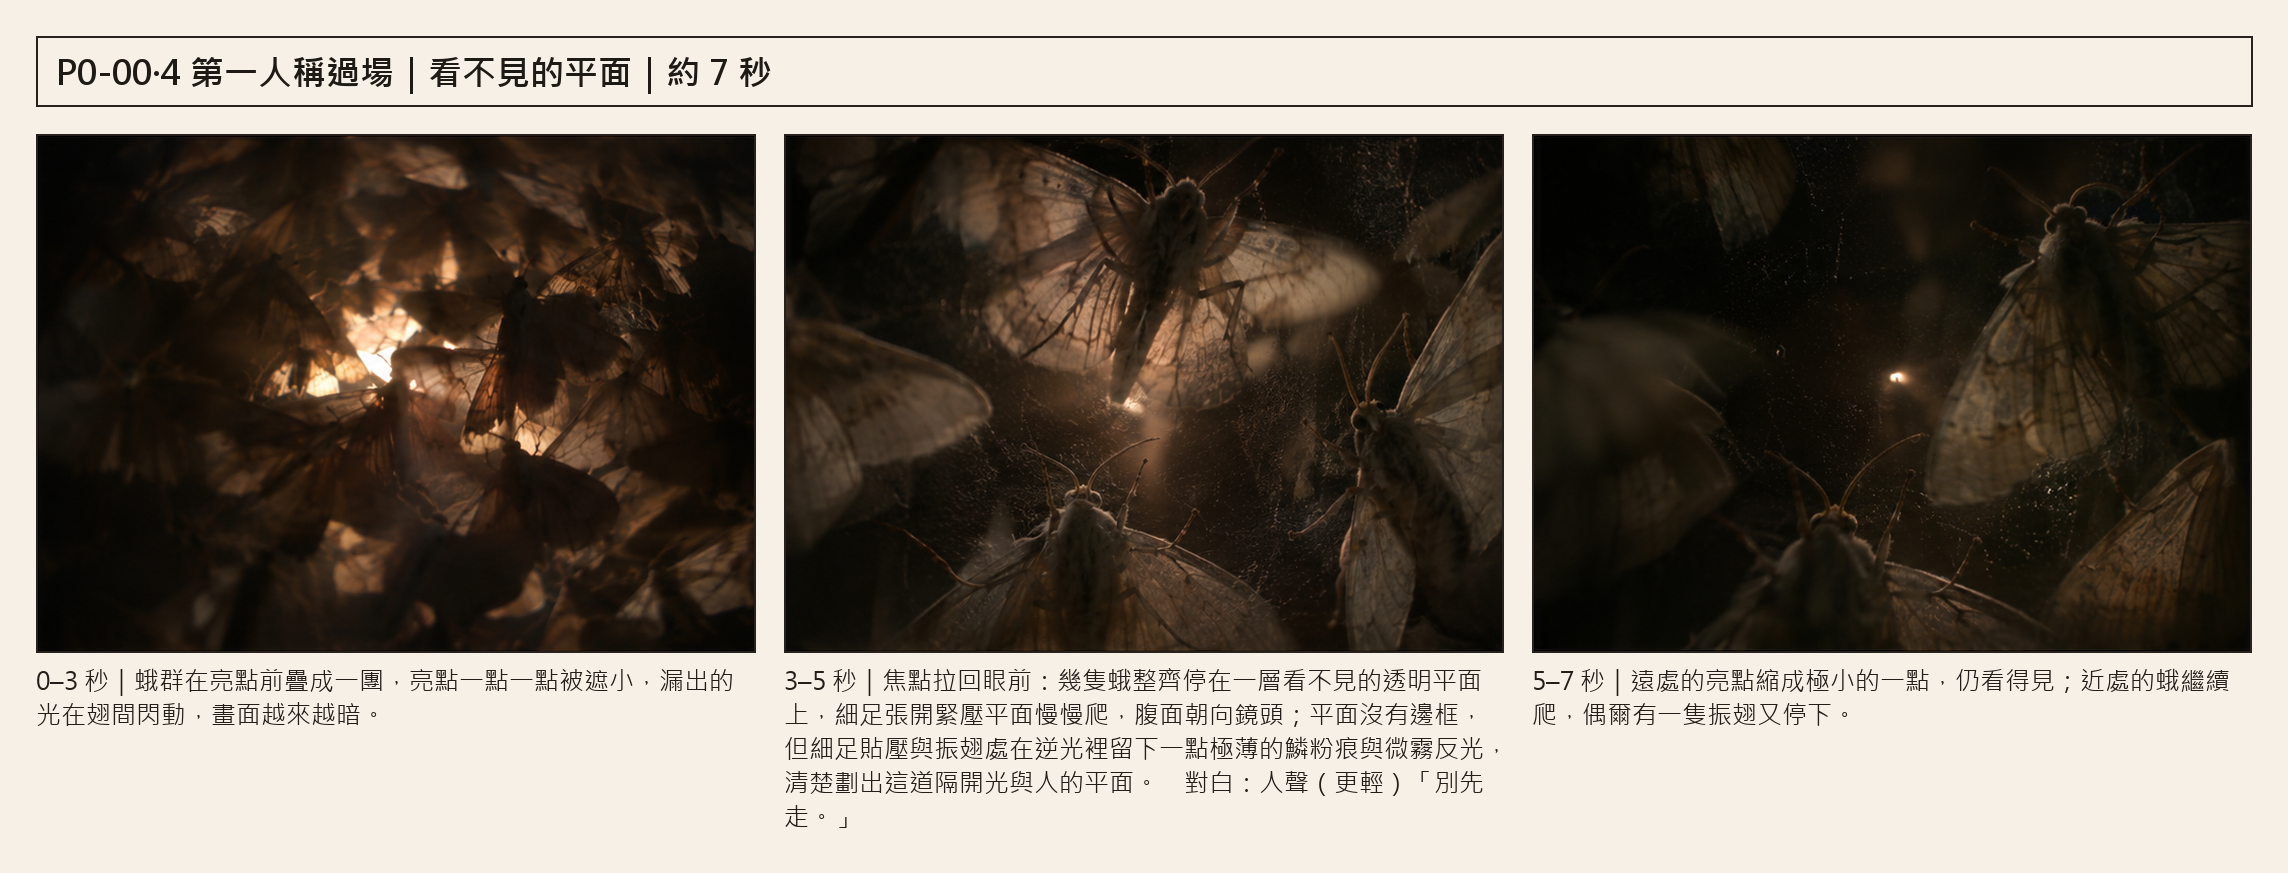 P0-00·4 第一人稱過場｜看不見的平面｜約 7 秒
0–3 秒｜蛾群在亮點前疊成一團，亮點一點一點被遮小，漏出的
光在翅間閃動，畫面越來越暗。
3–5 秒｜焦點拉回眼前：幾隻蛾整齊停在一層看不見的透明平面
上，細足張開緊壓平面慢慢爬，腹面朝向鏡頭；平面沒有邊框，
但細足貼壓與振翅處在逆光裡留下一點極薄的鱗粉痕與微霧反光，
清楚劃出這道隔開光與人的平面。　對白：人聲（更輕）「別先
走。」
5–7 秒｜遠處的亮點縮成極小的一點，仍看得見；近處的蛾繼續
爬，偶爾有一隻振翅又停下。